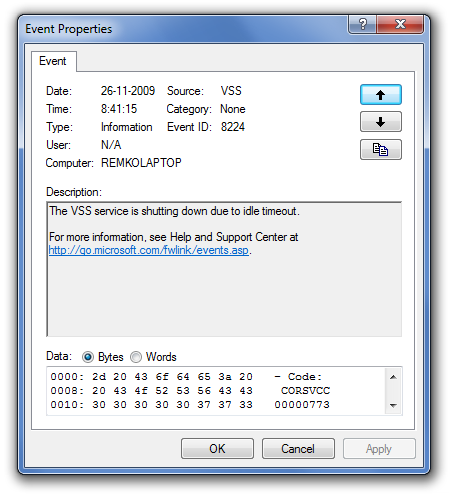 Event Properties
Event
Date: 26-11-2009 Source: VSS
Time: 8:41:15 Category: None
Type: Information Event ID: 8224
User: N/A
Computer: REMKOLAPTOP
Description:
The VSS service is shutting down due to idle timeout.
For more information, see Help and Support Center at
http://go.microsoft.com/fwlink/events.asp.
Data: Bytes Words
0000: 2d 20 43 6f 64 65 3a 20 - Code:
0008: 20 43 4f 52 53 56 43 43 CORSVCC
0010: 30 30 30 30 30 37 37 33 00000773
OK Cancel Apply